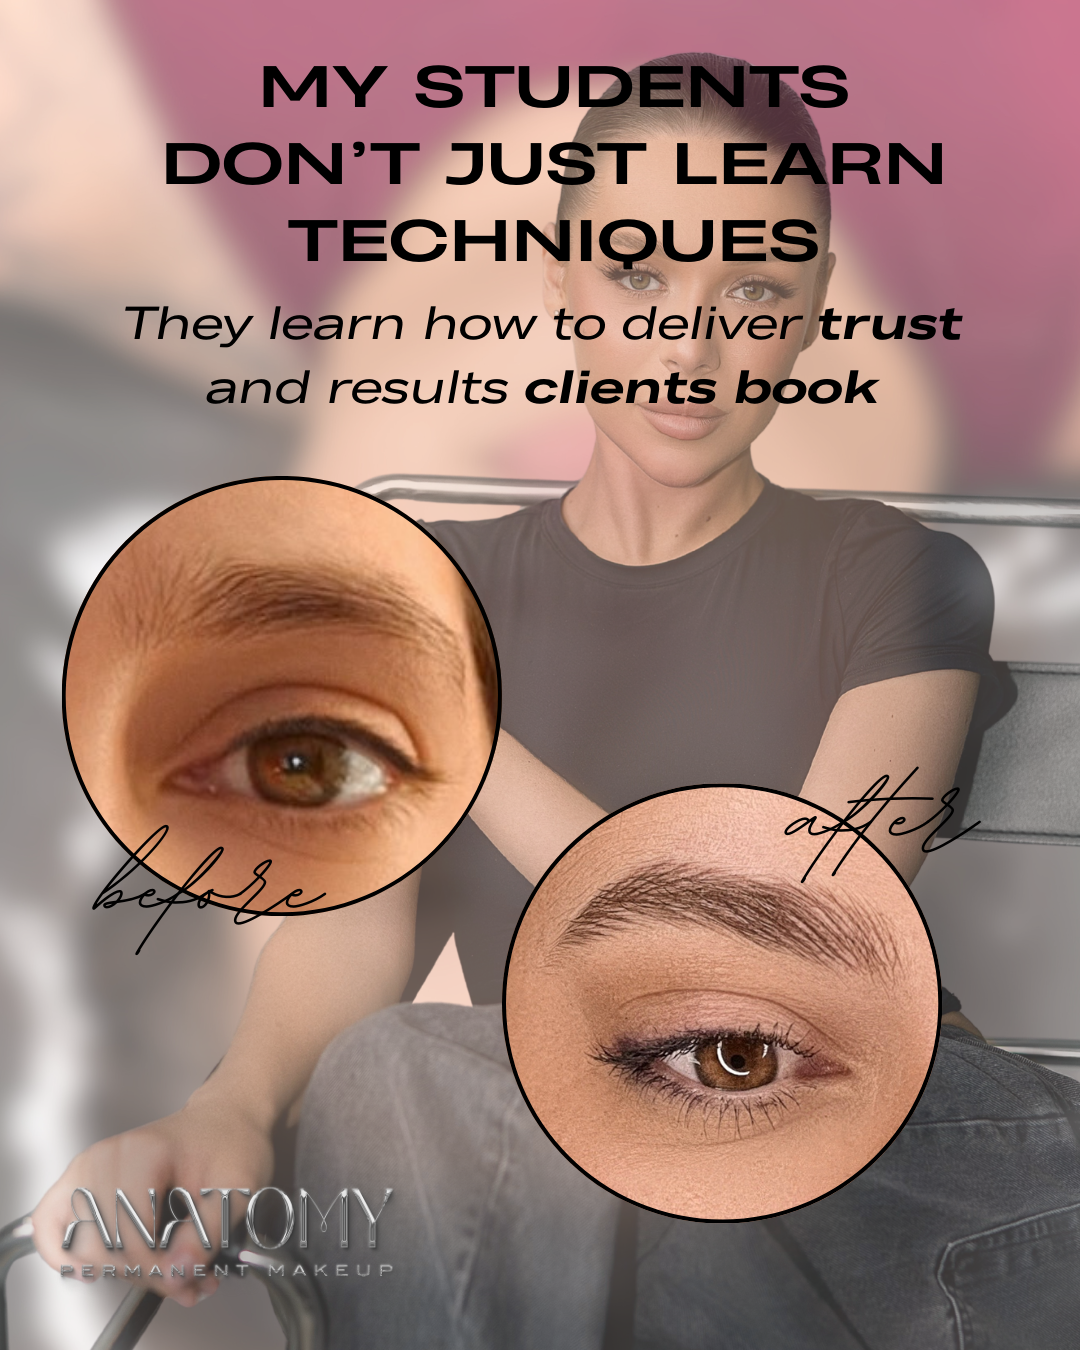 MY STUDENTS
DON’T JUST LEARN
TECHNIQUES
They learn how to deliver trust
and results clients book
before
after
ANATOMY
PERMANENT MAKEUP